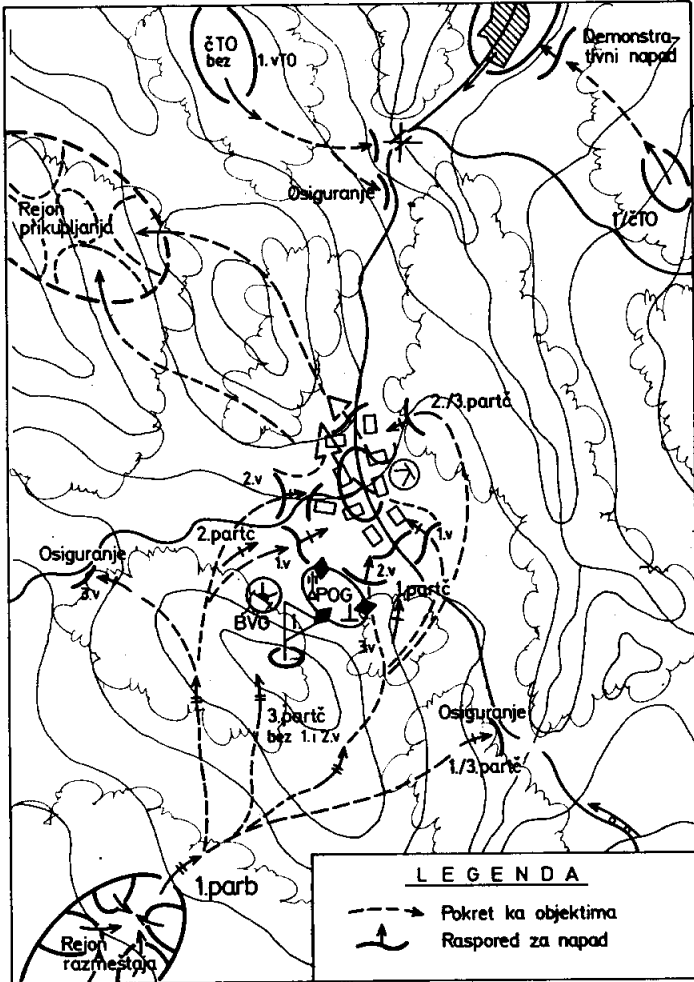 čTO
bez
1. vTO
Demonstra-
tivni napad
Osiguranje
1/čTO
Rejon
prikupljanja
2./3. partč
2.v
2. partč
1.v
1.v
2.v
Osiguranje
3.v
POG
1. partč
BVG
3.v
3. partč
bez 1. i 2.v
Osiguranje
1./3. partč
1. parb
Rejon
razmeštaja
LEGENDA
Pokret ka objektima
Raspored za napad